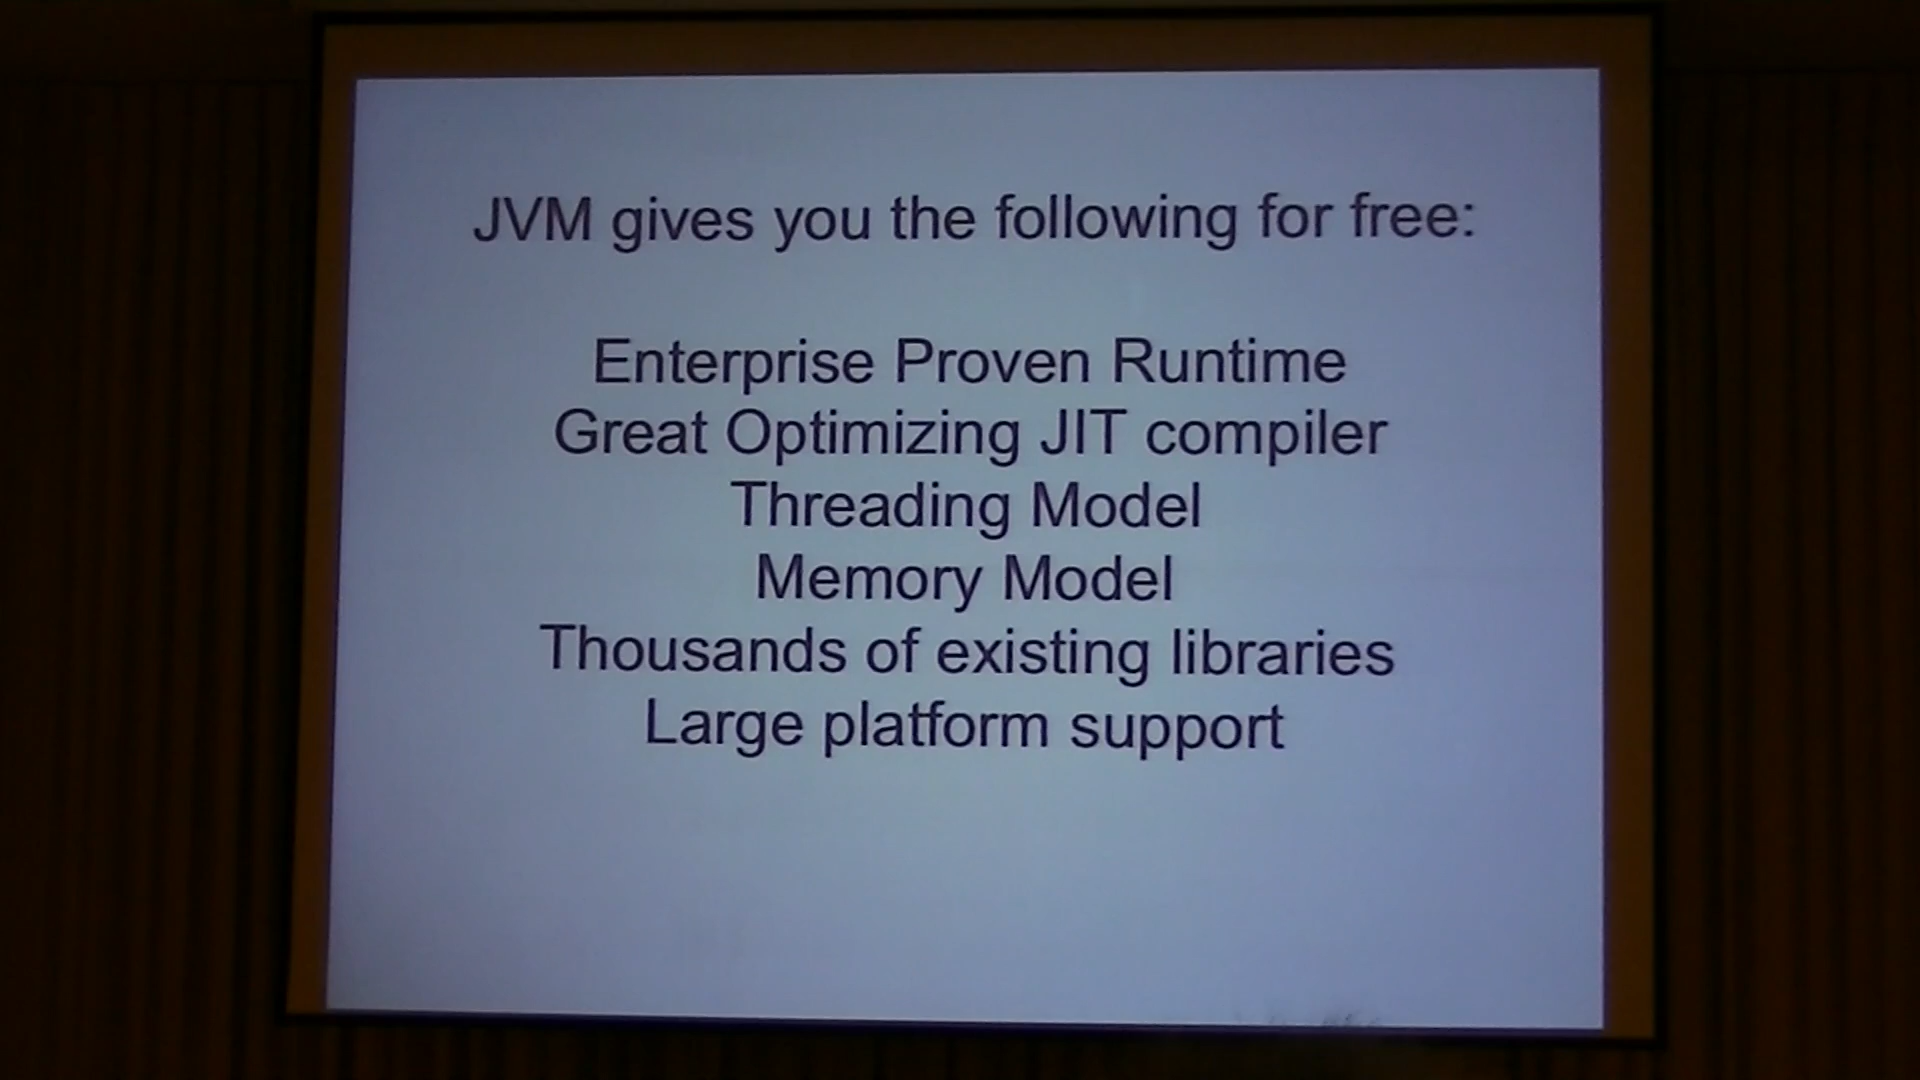 JVM gives you the following for free:
Enterprise Proven Runtime
Great Optimizing JIT compiler
Threading Model
Memory Model
Thousands of existing libraries
Large platform support